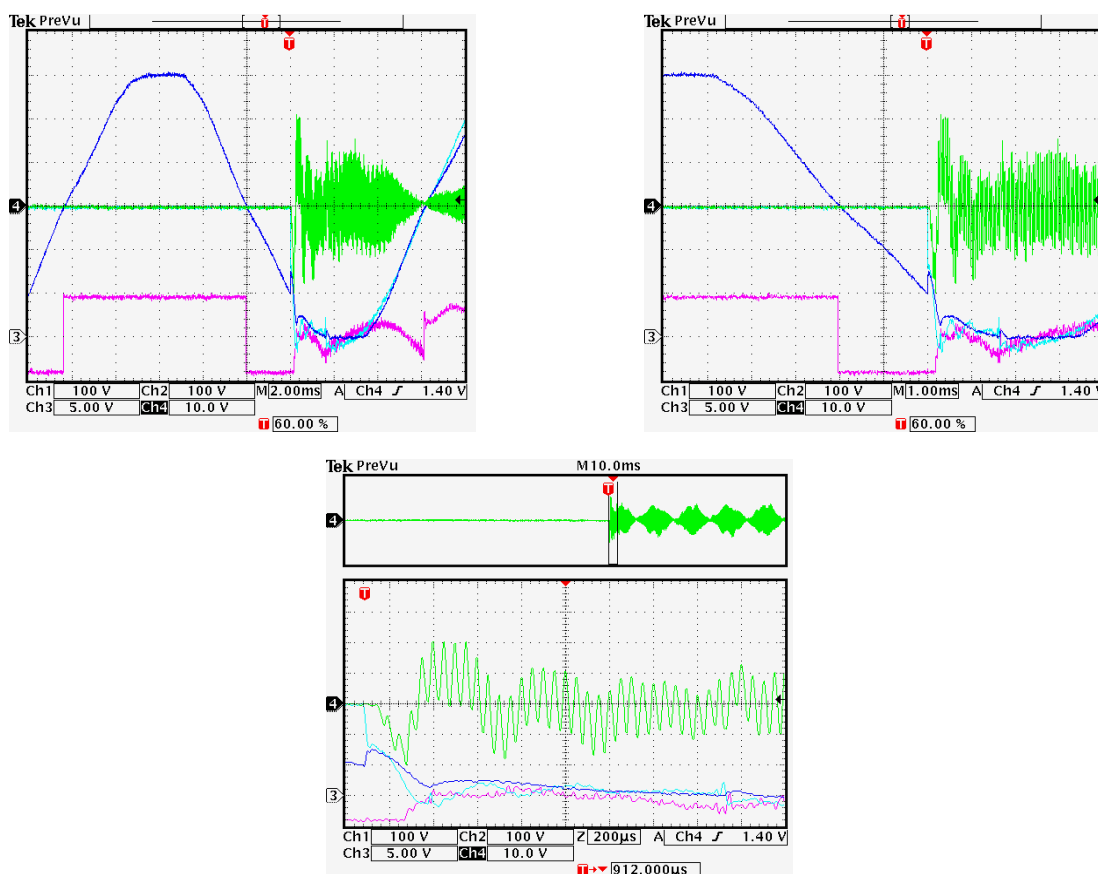 Tek PreVu
T
T
4
3
Ch1 100 V Ch2 100 V M 2.00ms A Ch4 ƒ 1.40 V
Ch3 5.00 V Ch4 10.0 V
T 60.00 %
Tek PreVu
T
T
4
3
Ch1 100 V Ch2 100 V M 1.00ms A Ch4 ƒ 1.40 V
Ch3 5.00 V Ch4 10.0 V
T 60.00 %
Tek PreVu M10.0ms
T
4
T
4
3
Ch1 100 V Ch2 100 V Z 200µs A Ch4 ƒ 1.40 V
Ch3 5.00 V Ch4 10.0 V
T→▼ 912.000µs